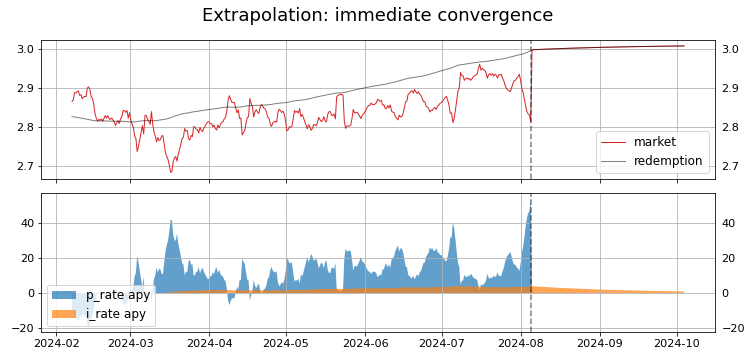 Extrapolation: immediate convergence
3.0
2.9
2.8
2.7
3.0
2.9
2.8
2.7
market
redemption
40
20
0
−20
40
20
0
−20
p_rate apy
i_rate apy
2024-02 2024-03 2024-04 2024-05 2024-06 2024-07 2024-08 2024-09 2024-10